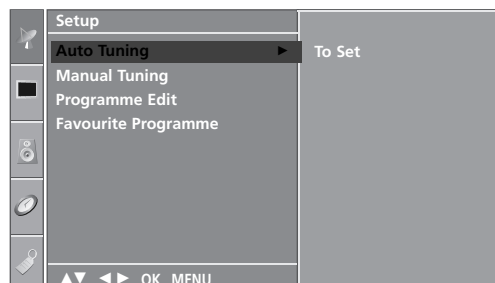 Setup
Auto Tuning ► To Set
Manual Tuning
Programme Edit
Favourite Programme
▲▼ ◄► OK MENU